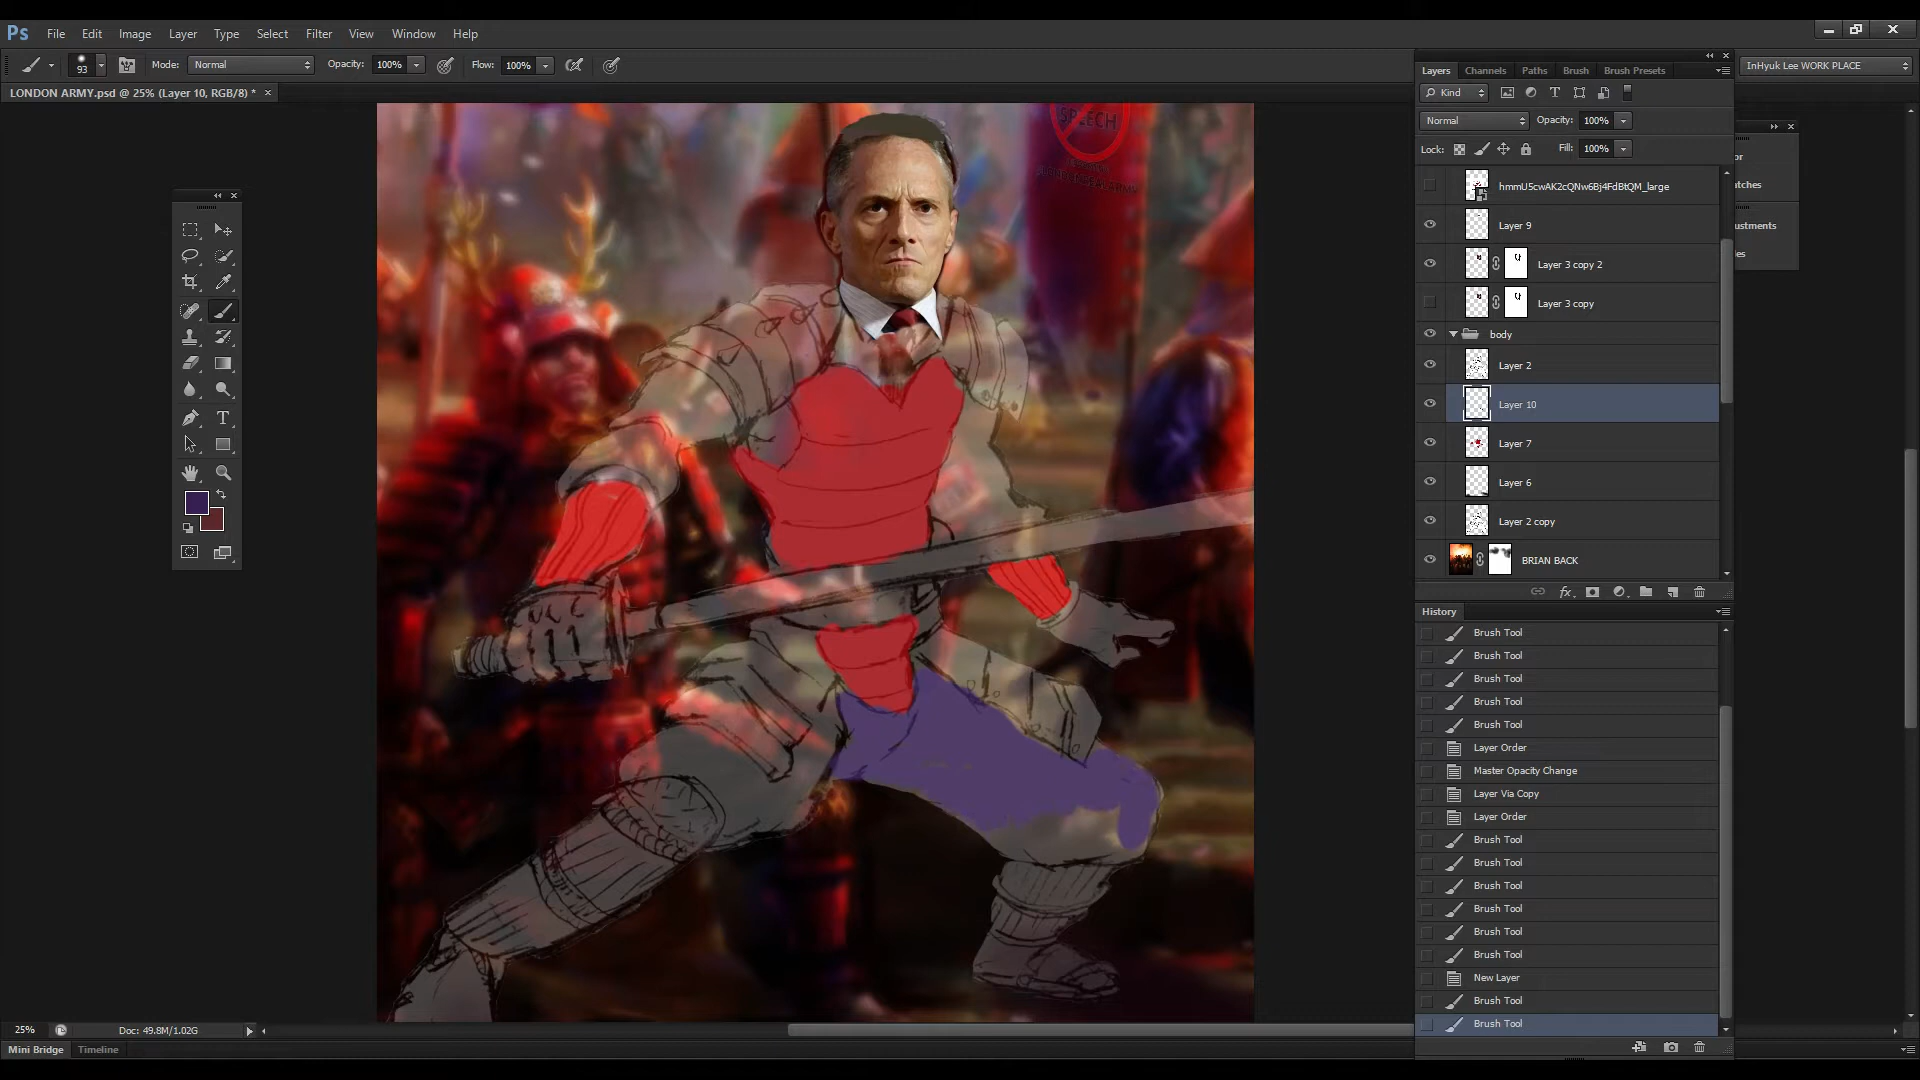 Ps File Edit Image Layer Type Select Filter View Window Help
93 Mode: Normal Opacity: 100% Flow: 100%
InHyuk Lee WORK PLACE
LONDON ARMY.psd @ 25% (Layer 10, RGB/8) * ×
Layers Channels Paths Brush Brush Presets
Kind
Normal Opacity: 100%
Lock: Fill: 100%
hmmU5cwAK2cQNw6Bj4FdBtQM_large
Layer 9
Layer 3 copy 2
Layer 3 copy
body
Layer 2
Layer 10
Layer 7
Layer 6
Layer 2 copy
BRIAN BACK
or
atches
ustments
les
SPEECH
History
Brush Tool
Brush Tool
Brush Tool
Brush Tool
Brush Tool
Layer Order
Master Opacity Change
Layer Via Copy
Layer Order
Brush Tool
Brush Tool
Brush Tool
Brush Tool
Brush Tool
Brush Tool
New Layer
Brush Tool
Brush Tool
25% Doc: 49.8M/1.02G
Mini Bridge Timeline